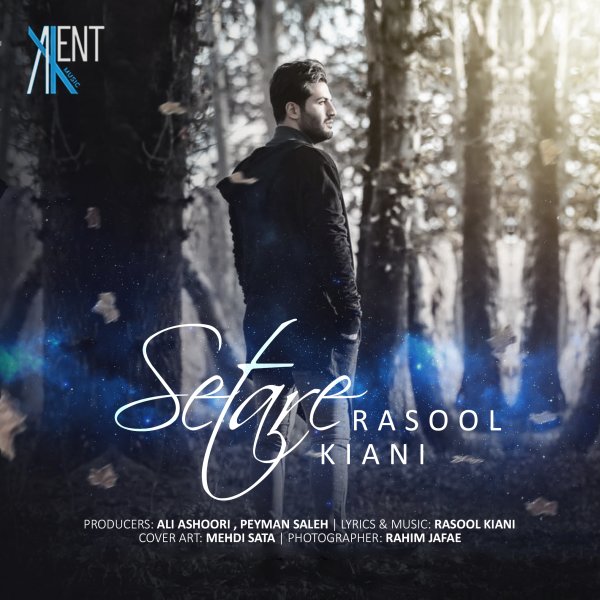 KIENT
MUSIC
Setare
RASOOL
KIANI
PRODUCERS: ALI ASHOORI , PEYMAN SALEH | LYRICS & MUSIC: RASOOL KIANI
COVER ART: MEHDI SATA | PHOTOGRAPHER: RAHIM JAFAE